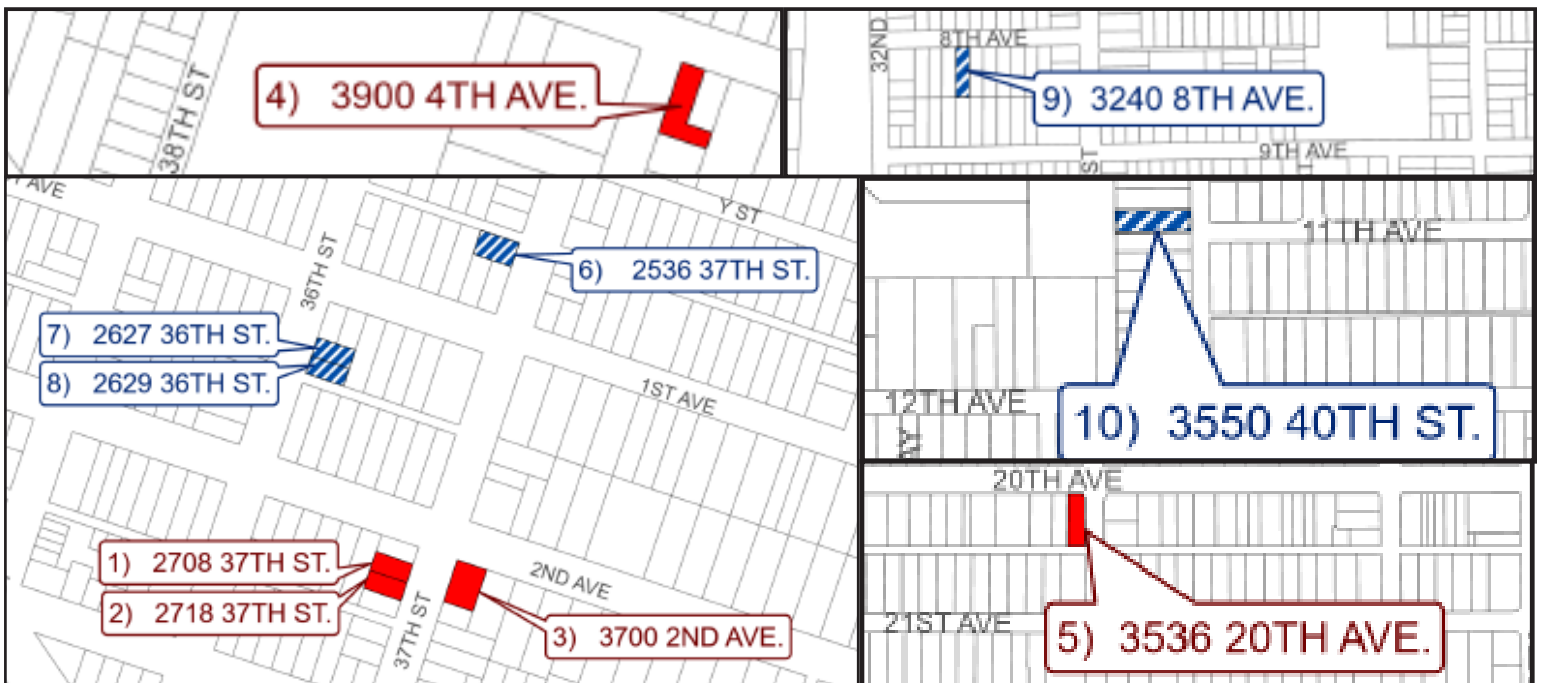 38TH ST
4) 3900 4TH AVE.
32ND
8TH AVE
9) 3240 8TH AVE.
ST
9TH AVE
AVE
Y ST
36TH ST
6) 2536 37TH ST.
7) 2627 36TH ST.
8) 2629 36TH ST.
1ST AVE
1) 2708 37TH ST.
2) 2718 37TH ST.
2ND AVE
37TH ST
3) 3700 2ND AVE.
11TH AVE
12TH AVE
10) 3550 40TH ST.
20TH AVE
21ST AVE
5) 3536 20TH AVE.